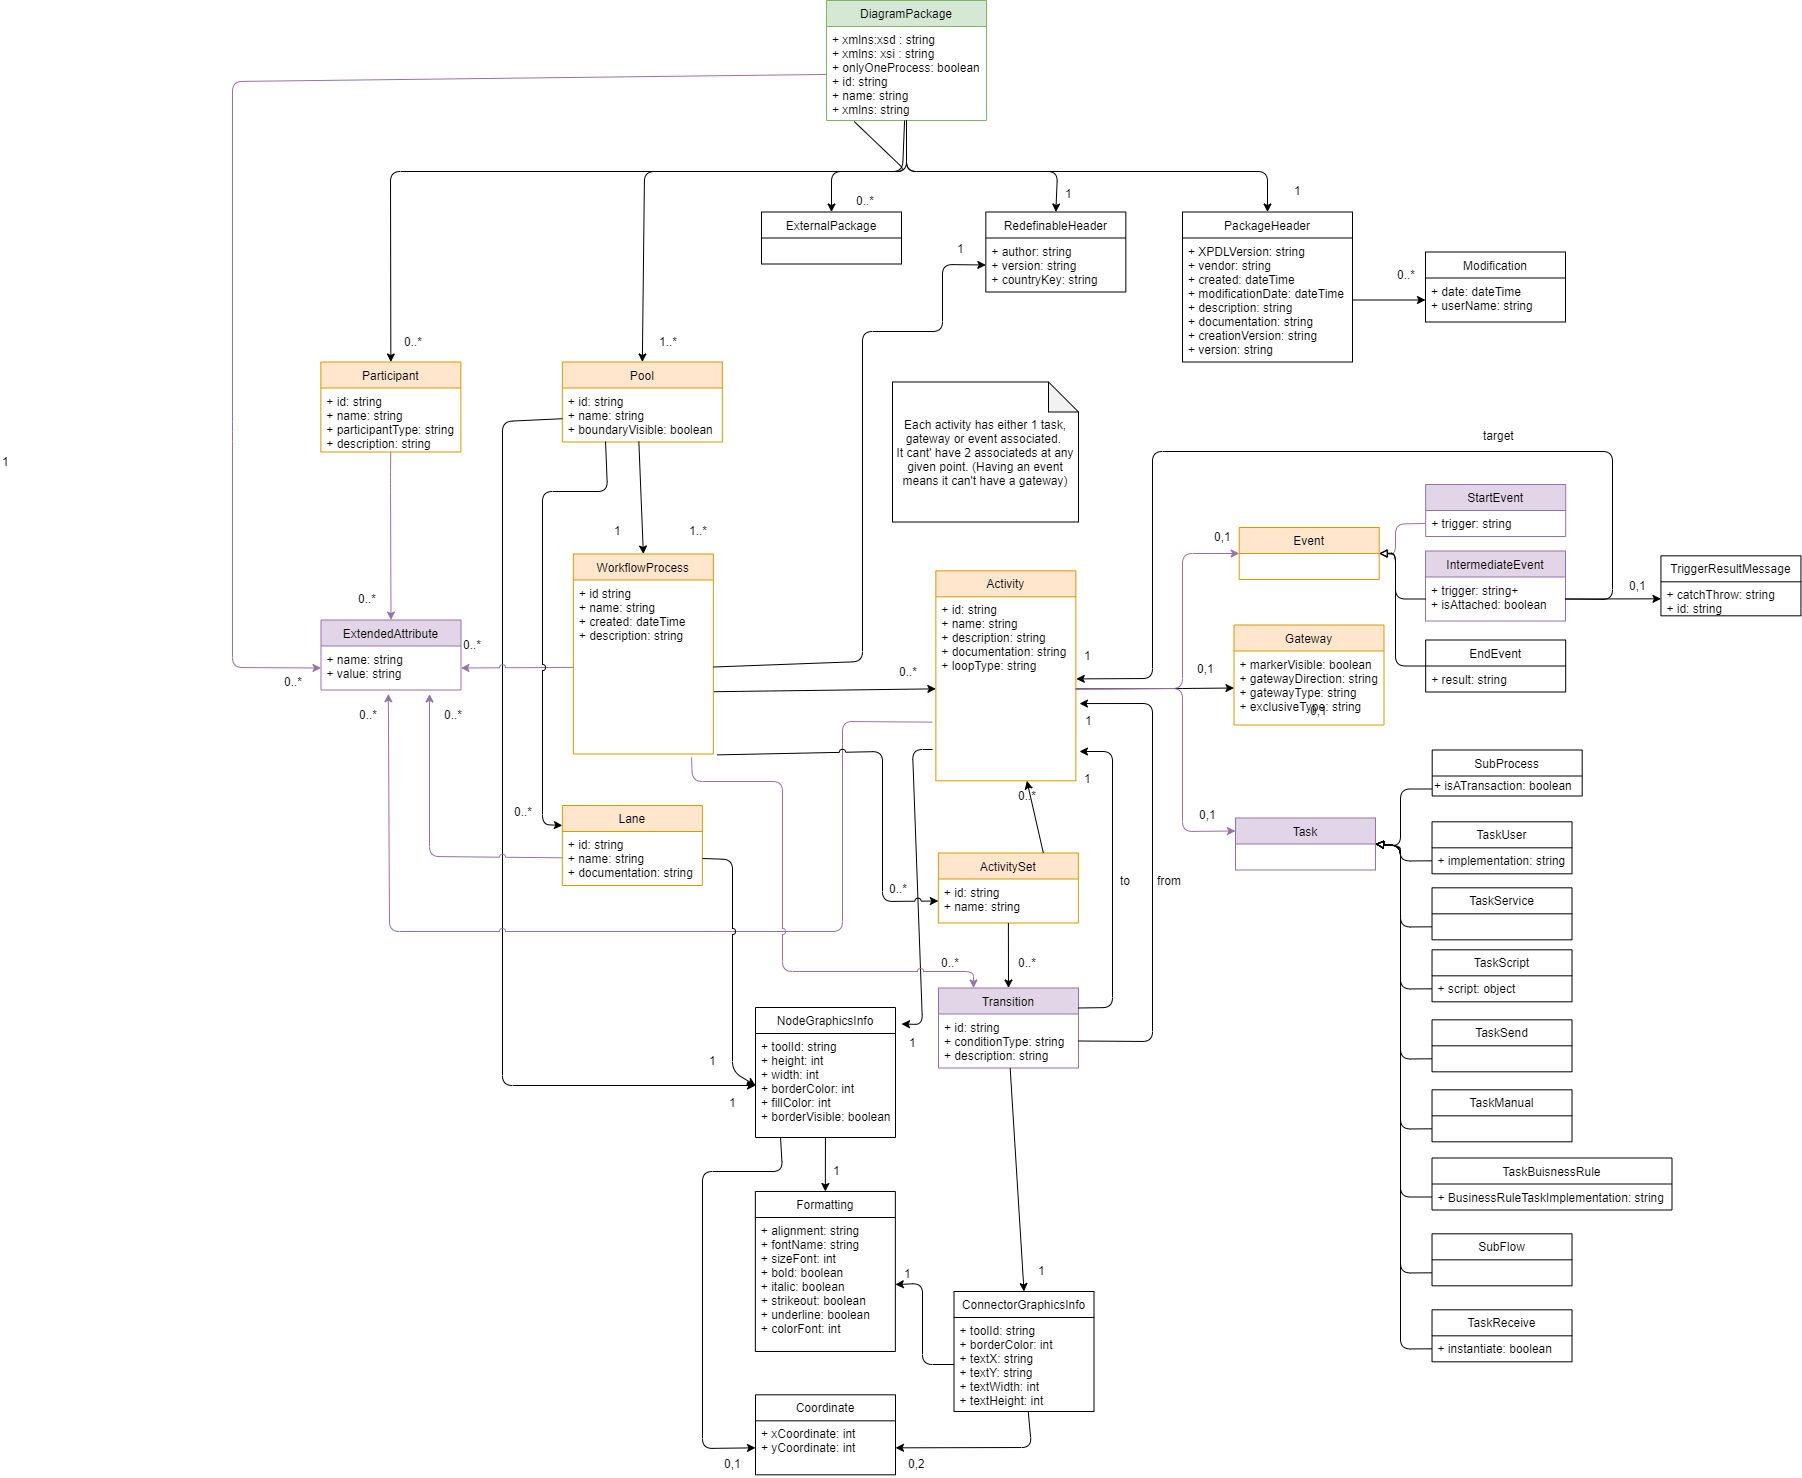 DiagramPackage
+ xmlns:xsd : string
+ xmlns: xsi : string
+ onlyOneProcess: boolean
+ id: string
+ name: string
+ xmlns: string
0..*
1
1
ExternalPackage
RedefinableHeader
+ author: string
+ version: string
+ countryKey: string
1
PackageHeader
+ XPDLVersion: string
+ vendor: string
+ created: dateTime
+ modificationDate: dateTime
+ description: string
+ documentation: string
+ creationVersion: string
+ version: string
0..*
Modification
+ date: dateTime
+ userName: string
0..*
1..*
Participant
+ id: string
+ name: string
+ participantType: string
+ description: string
Pool
+ id: string
+ name: string
+ boundaryVisible: boolean
1
Each activity has either 1 task,
gateway or event associated.
It cant' have 2 associateds at any
given point. (Having an event
means it can't have a gateway)
target
1
1..*
WorkflowProcess
+ id string
+ name: string
+ created: dateTime
+ description: string
0..*
ExtendedAttribute
+ name: string
+ value: string
0..*
0..*
0..*
0..*
0..*
Activity
+ id: string
+ name: string
+ description: string
+ documentation: string
+ loopType: string
1
1
1
0..*
0,1
Event
StartEvent
+ trigger: string
IntermediateEvent
+ trigger: string+
+ isAttached: boolean
0,1
TriggerResultMessage
+ catchThrow: string
+ id: string
EndEvent
+ result: string
0,1
Gateway
+ markerVisible: boolean
+ gatewayDirection: string
+ gatewayType: string
+ exclusiveType: string
0,1
0..*
Lane
+ id: string
+ name: string
+ documentation: string
0..*
ActivitySet
+ id: string
+ name: string
to
from
0,1
Task
SubProcess
+ isATransaction: boolean
TaskUser
+ implementation: string
TaskService
TaskScript
+ script: object
TaskSend
TaskManual
TaskBuisnessRule
+ BusinessRuleTaskImplementation: string
SubFlow
TaskReceive
+ instantiate: boolean
0..*
0..*
Transition
+ id: string
+ conditionType: string
+ description: string
NodeGraphicsInfo
+ toolId: string
+ height: int
+ width: int
+ borderColor: int
+ fillColor: int
+ borderVisible: boolean
1
1
1
1
Formatting
+ alignment: string
+ fontName: string
+ sizeFont: int
+ bold: boolean
+ italic: boolean
+ strikeout: boolean
+ underline: boolean
+ colorFont: int
1
1
ConnectorGraphicsInfo
+ toolId: string
+ borderColor: int
+ textX: string
+ textY: string
+ textWidth: int
+ textHeight: int
Coordinate
+ xCoordinate: int
+ yCoordinate: int
0,1
0,2